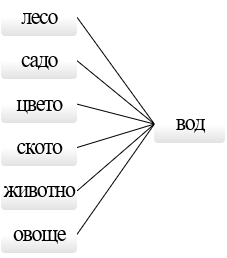 лесо
садо
цвето
ското
животно
овоще
вод